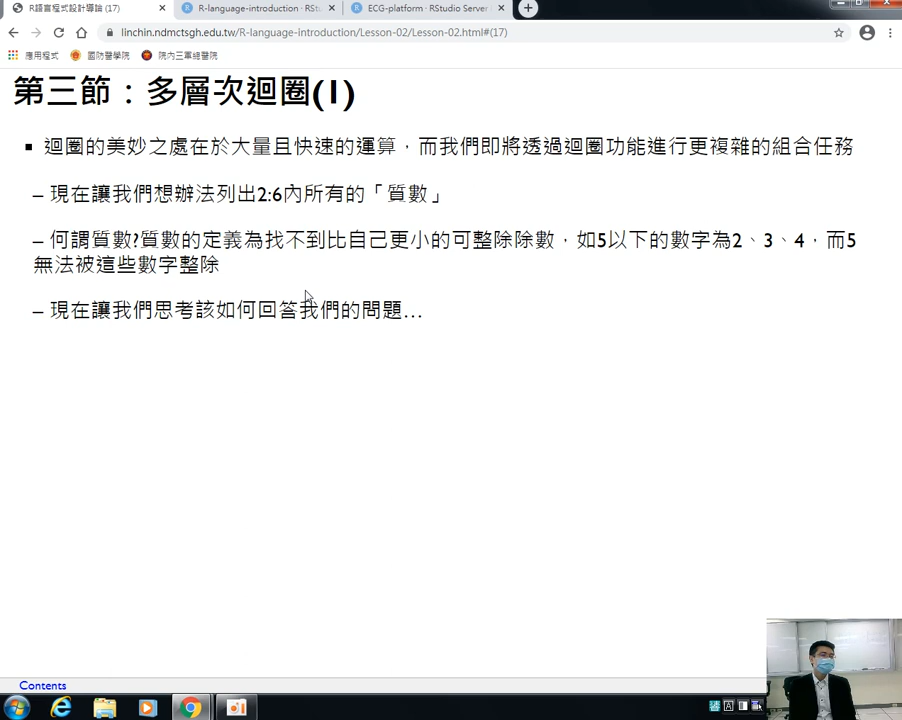 R語言程式設計導論 (17)
R-language-introduction · RStu
ECG-platform · RStudio Server
linchin.ndmctsgh.edu.tw/R-language-introduction/Lesson-02/Lesson-02.html#(17)
應用程式
國防醫學院
院內三軍總醫院
第三節：多層次迴圈(1)
迴圈的美妙之處在於大量且快速的運算，而我們即將透過迴圈功能進行更複雜的組合任務
– 現在讓我們想辦法列出2:6內所有的「質數」
– 何謂質數?質數的定義為找不到比自己更小的可整除除數，如5以下的數字為2、3、4，而5
無法被這些數字整除
– 現在讓我們思考該如何回答我們的問題…
Contents